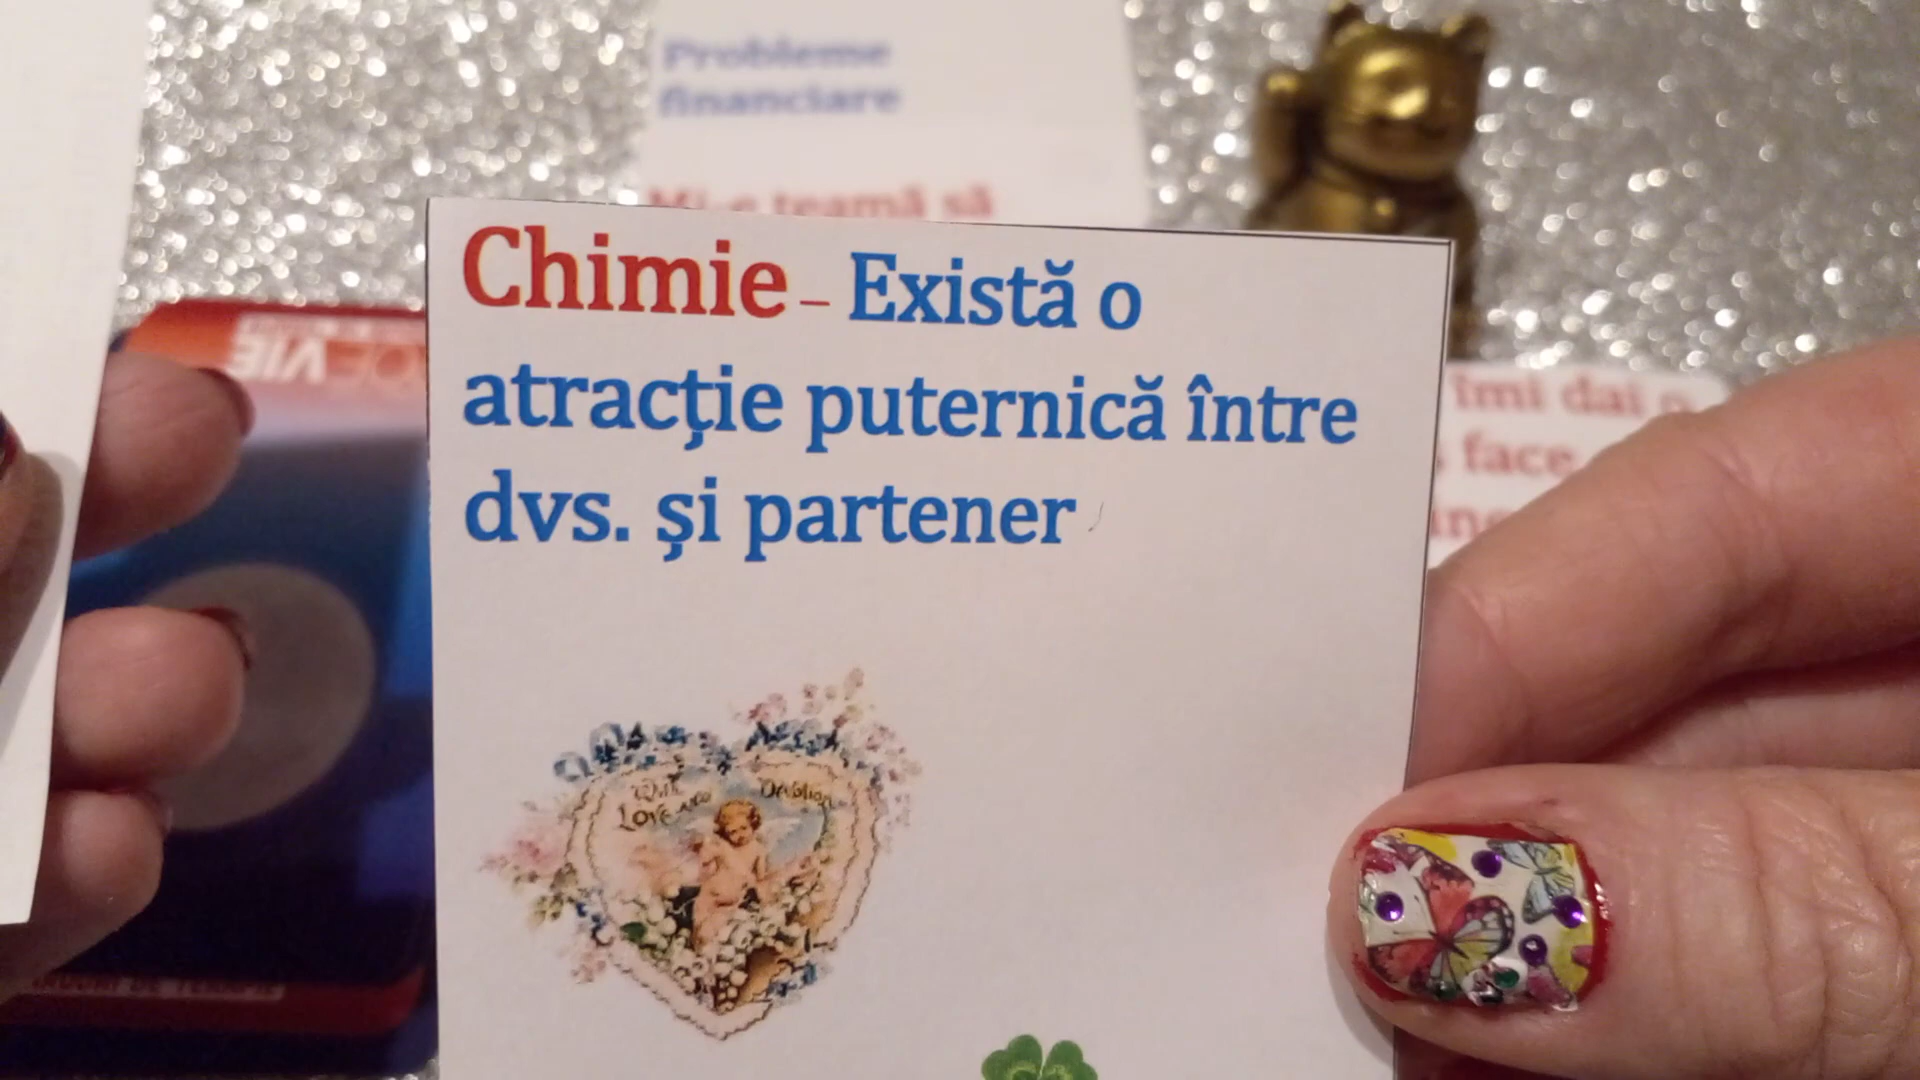 Probleme
financiare
Mi-e teamă să
Chimie – Există o
atracție puternică între
dvs. și partener
îmi dai o
face
With
Love and Devotion
VIE